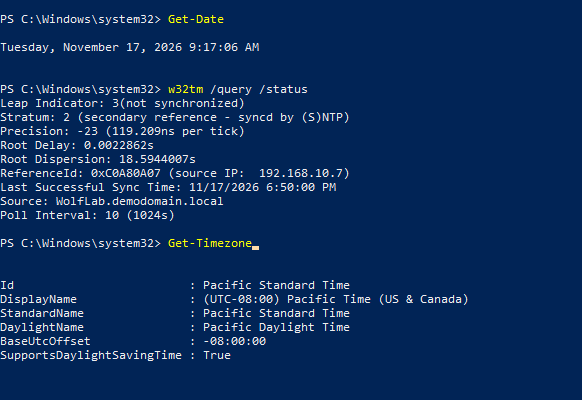 PS C:\Windows\system32> Get-Date
Tuesday, November 17, 2026 9:17:06 AM
PS C:\Windows\system32> w32tm /query /status
Leap Indicator: 3(not synchronized)
Stratum: 2 (secondary reference - syncd by (S)NTP)
Precision: -23 (119.209ns per tick)
Root Delay: 0.0022862s
Root Dispersion: 18.5944007s
ReferenceId: 0xC0A80A07 (source IP:  192.168.10.7)
Last Successful Sync Time: 11/17/2026 6:50:00 PM
Source: WolfLab.demodomain.local
Poll Interval: 10 (1024s)
PS C:\Windows\system32> Get-Timezone
Id                         : Pacific Standard Time
DisplayName                : (UTC-08:00) Pacific Time (US & Canada)
StandardName               : Pacific Standard Time
DaylightName               : Pacific Daylight Time
BaseUtcOffset              : -08:00:00
SupportsDaylightSavingTime : True